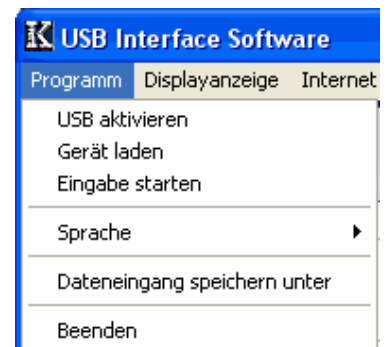 K USB Interface Software
Programm Displayanzeige Internet
USB aktivieren
Gerät laden
Eingabe starten
Sprache
Dateneingang speichern unter
Beenden